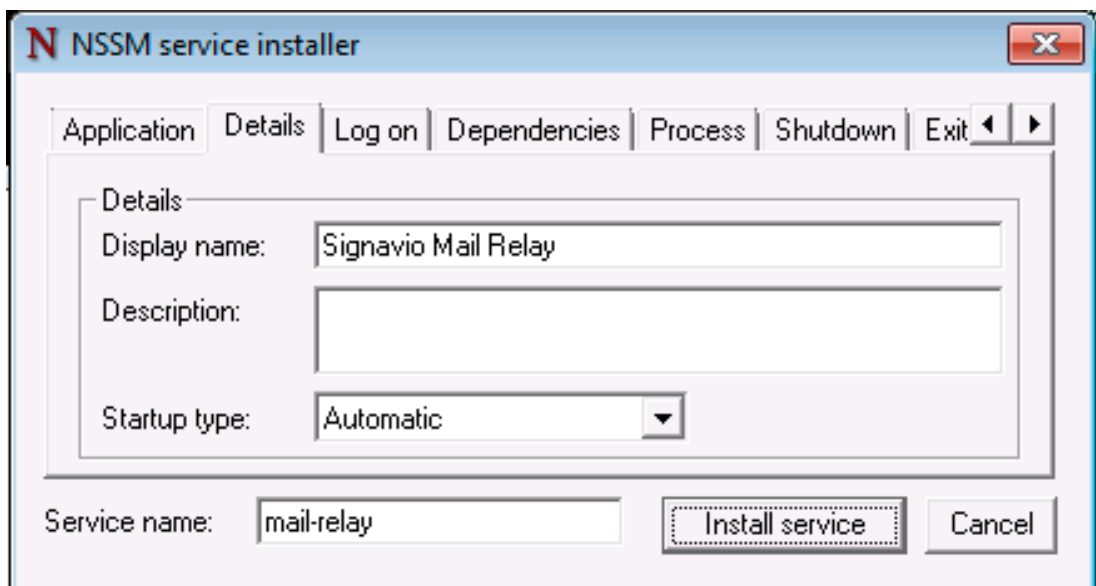 N NSSM service installer
Application Details Log on Dependencies Process Shutdown Exit
Details
Display name: Signavio Mail Relay
Description:
Startup type: Automatic
Service name: mail-relay Install service Cancel